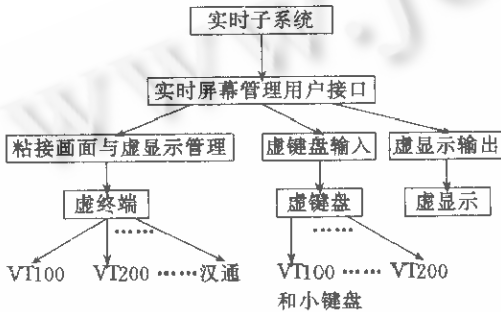 实时子系统
实时屏幕管理用户接口
粘接画面与虚显示管理 虚键盘输入 虚显示输出
虚终端 虚键盘 虚显示
…… ……
VT100 VT200 ……汉通 VT100 …… VT200
和小键盘